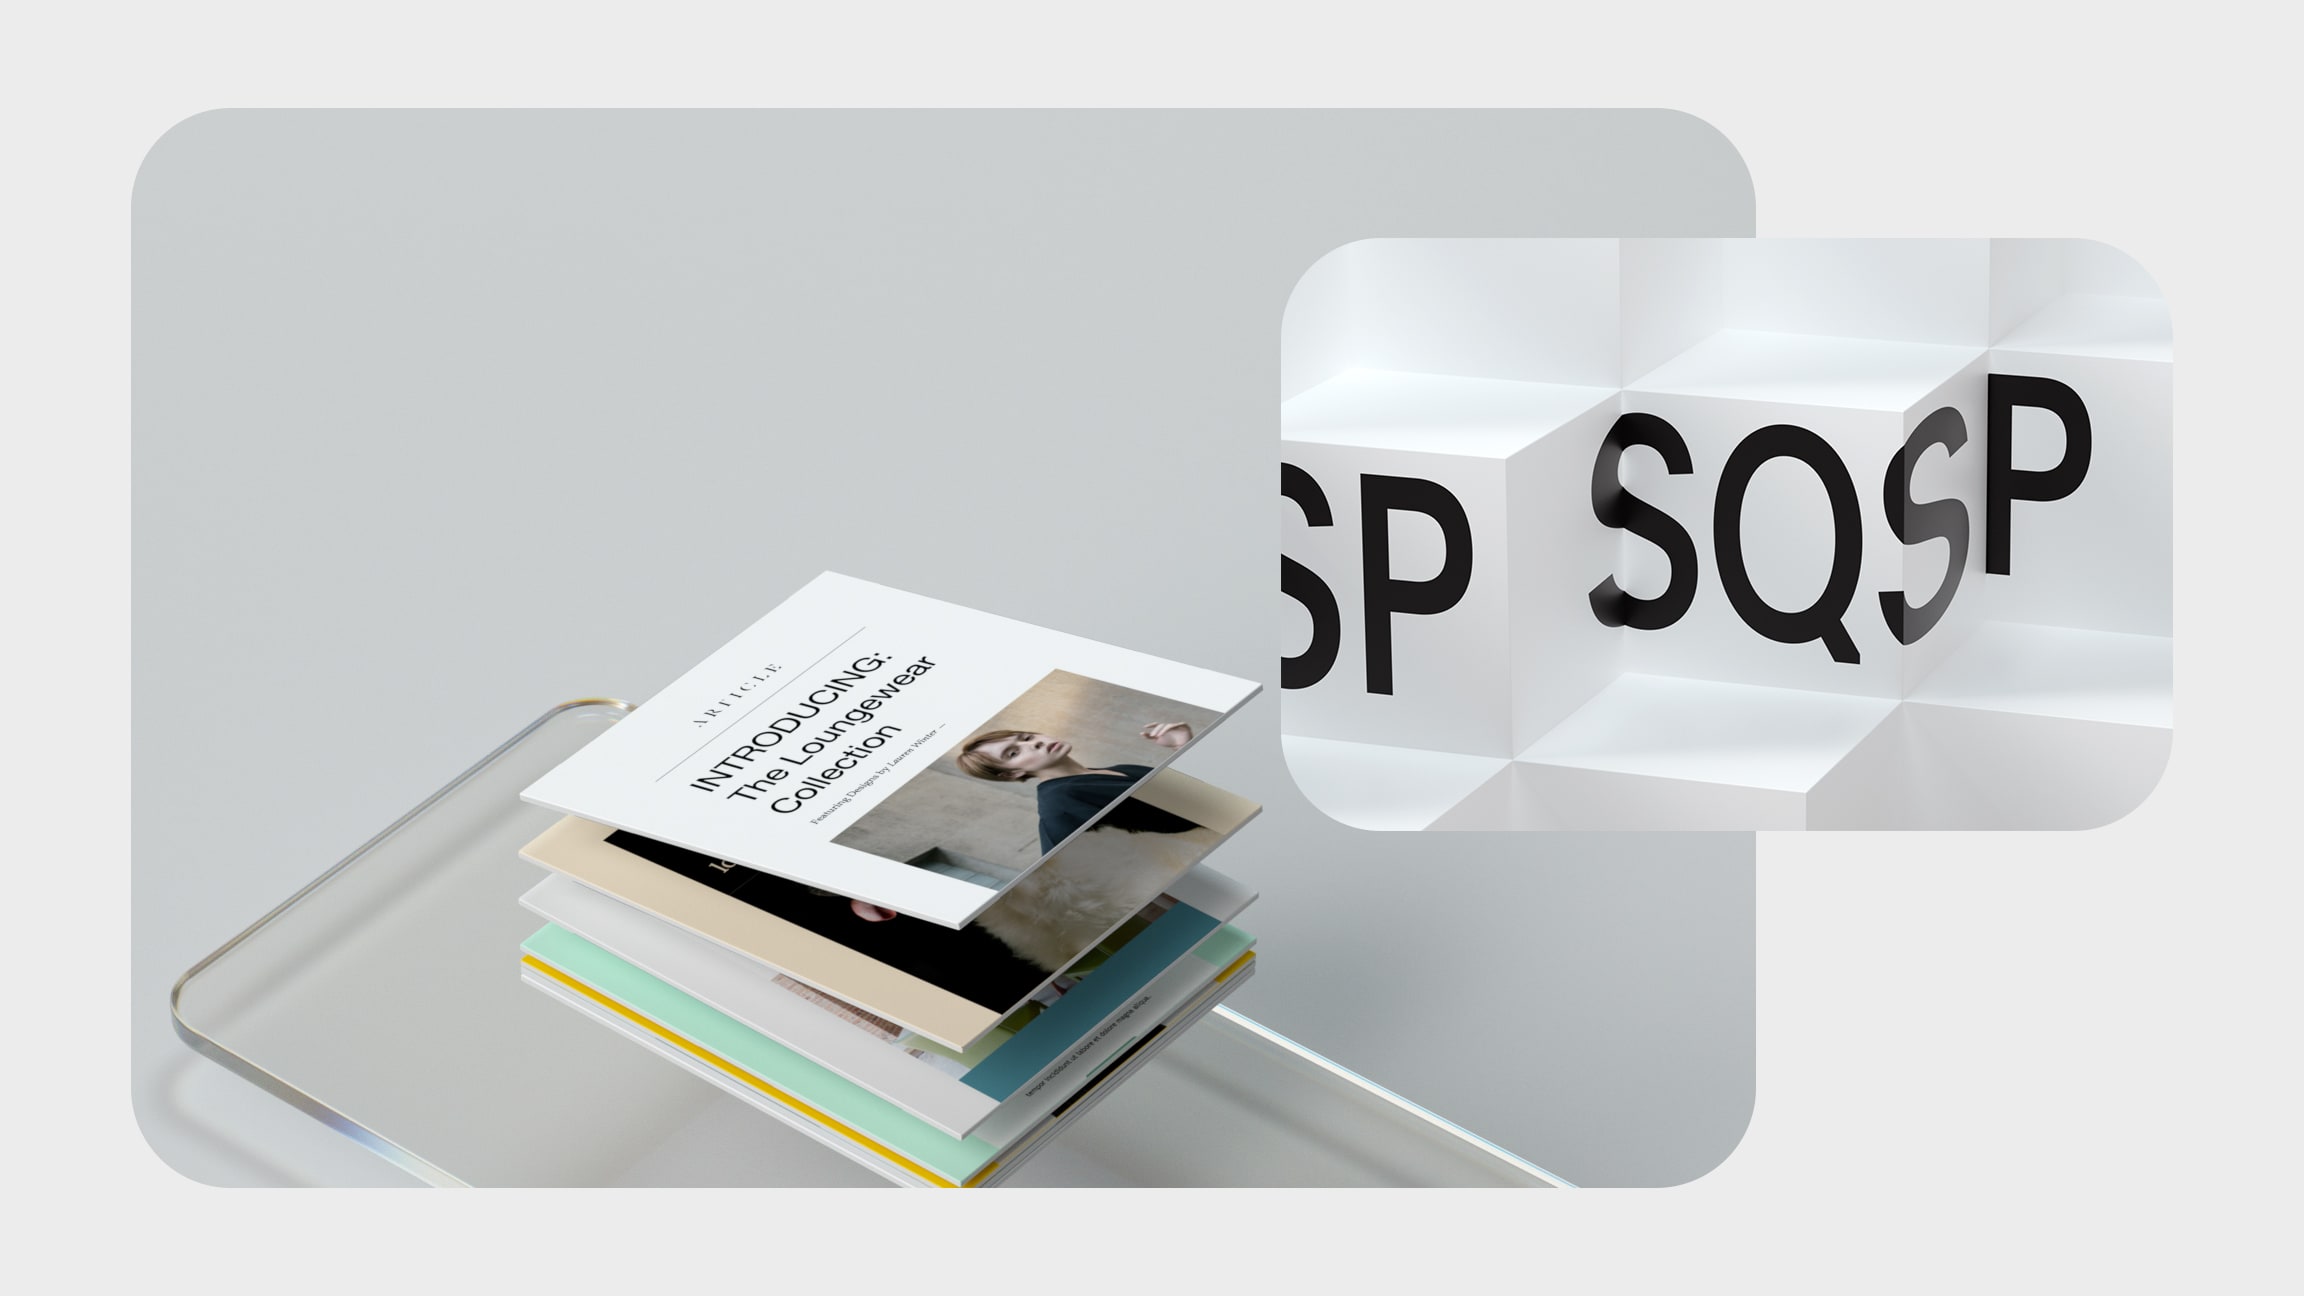 ARTICLE
INTRODUCING:
The Loungewear
Collection
Featuring Designs by Lauren Winter —
tempor incididunt ut labore et dolore magna aliqua.
SP
SQSP